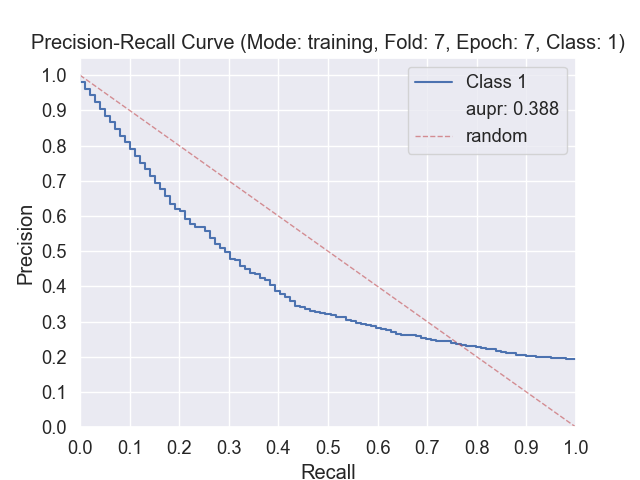 Precision-Recall Curve (Mode: training, Fold: 7, Epoch: 7, Class: 1)
1.0
0.9
0.8
0.7
0.6
0.5
0.4
0.3
0.2
0.1
0.0
Precision
Class 1
aupr: 0.388
random
0.0 0.1 0.2 0.3 0.4 0.5 0.6 0.7 0.8 0.9 1.0
Recall